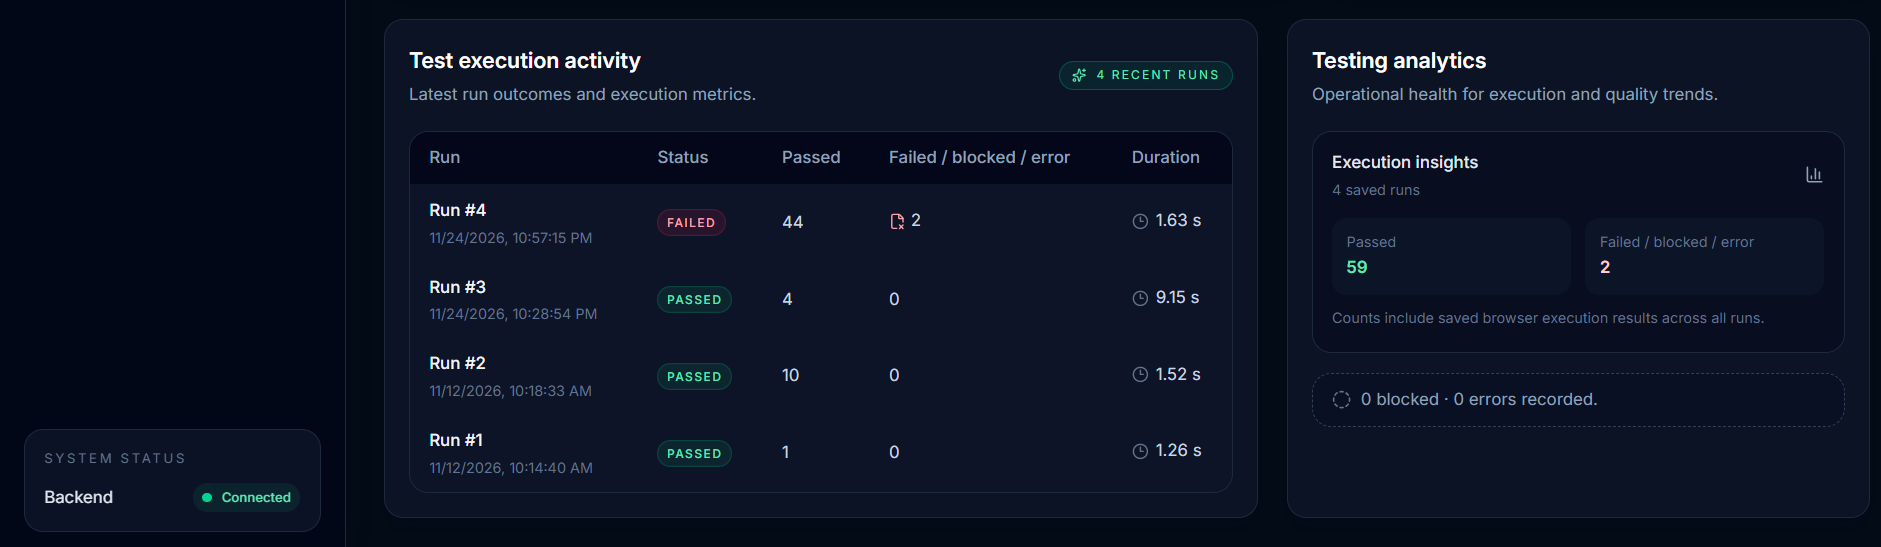 Test execution activity
Latest run outcomes and execution metrics.
4 RECENT RUNS
Run Status Passed Failed / blocked / error Duration
Run #4
11/24/2026, 10:57:15 PM
FAILED 44 2 1.63 s
Run #3
11/24/2026, 10:28:54 PM
PASSED 4 0 9.15 s
Run #2
11/12/2026, 10:18:33 AM
PASSED 10 0 1.52 s
Run #1
11/12/2026, 10:14:40 AM
PASSED 1 0 1.26 s
Testing analytics
Operational health for execution and quality trends.
Execution insights
4 saved runs
Passed
59
Failed / blocked / error
2
Counts include saved browser execution results across all runs.
0 blocked · 0 errors recorded.
SYSTEM STATUS
Backend Connected